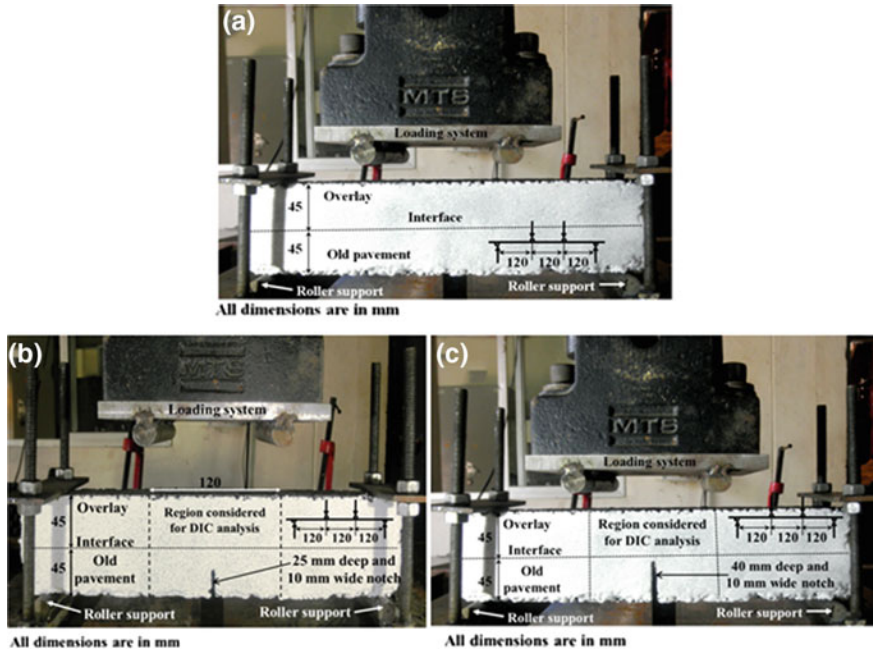 (a)
MTS
Loading system
Overlay
45
Interface
45
Old pavement
120 120 120
Roller support
Roller support
All dimensions are in mm
(b)
MTS
Loading system
120
Overlay
45
Region considered
for DIC analysis
120 120 120
Interface
45
Old
pavement
25 mm deep and
10 mm wide notch
Roller support
Roller support
All dimensions are in mm
(c)
MTS
Loading system
Overlay
45
Region considered
for DIC analysis
120 120 120
Interface
45
Old
pavement
40 mm deep and
10 mm wide notch
Roller support
Roller support
All dimensions are in mm